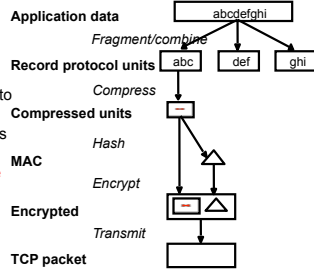 Application data
abcdefghi
Fragment/combine
Record protocol units
abc
def
ghi
Compress
to
Compressed units
s
Hash
MAC
Encrypt
Encrypted
Transmit
TCP packet